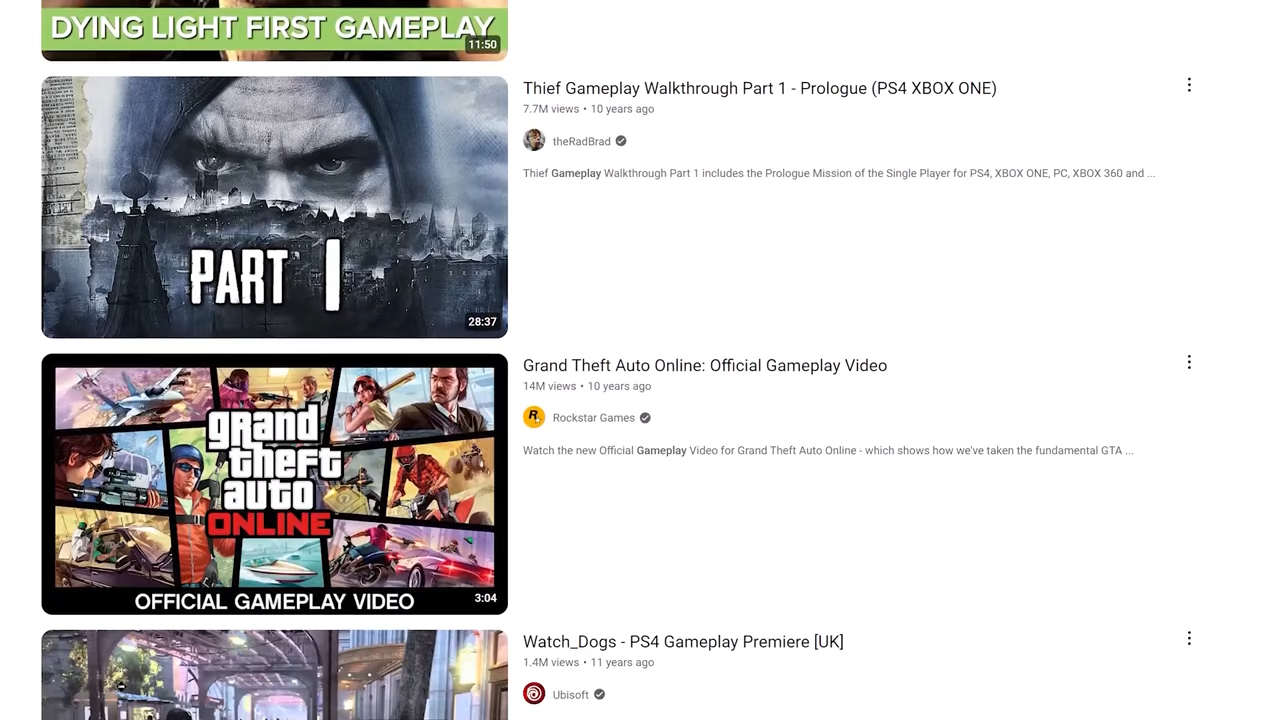 DYING LIGHT FIRST GAMEPLAY
11:50
Thief Gameplay Walkthrough Part 1 - Prologue (PS4 XBOX ONE)
7.7M views • 10 years ago
theRadBrad
Thief Gameplay Walkthrough Part 1 includes the Prologue Mission of the Single Player for PS4, XBOX ONE, PC, XBOX 360 and ...
PART I
28:37
Grand Theft Auto Online: Official Gameplay Video
14M views • 10 years ago
Rockstar Games
Watch the new Official Gameplay Video for Grand Theft Auto Online - which shows how we've taken the fundamental GTA ...
grand
theft
auto
ONLINE
OFFICIAL GAMEPLAY VIDEO
3:04
Watch_Dogs - PS4 Gameplay Premiere [UK]
1.4M views • 11 years ago
Ubisoft